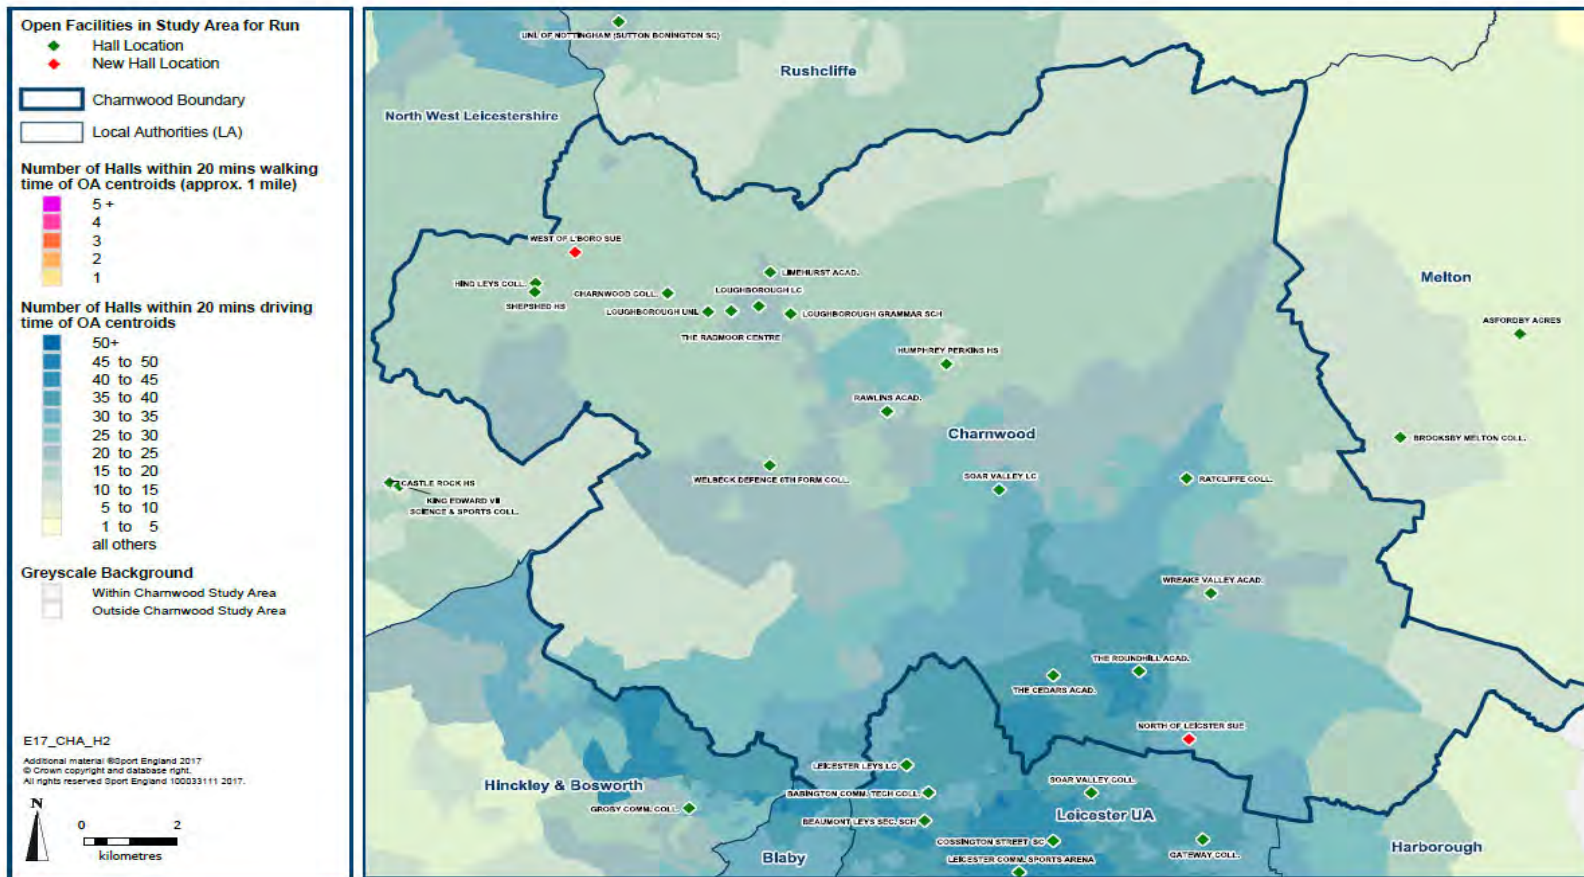 Open Facilities in Study Area for Run
Hall Location
New Hall Location
Charnwood Boundary
Local Authorities (LA)
Number of Halls within 20 mins walking
time of OA centroids (approx. 1 mile)
5 +
4
3
2
1
Number of Halls within 20 mins driving
time of OA centroids
50+
45 to 50
40 to 45
35 to 40
30 to 35
25 to 30
20 to 25
15 to 20
10 to 15
5 to 10
1 to 5
all others
Greyscale Background
Within Charnwood Study Area
Outside Charnwood Study Area
E17_CHA_H2
Additional material ©Sport England 2017
© Crown copyright and database right.
All rights reserved Sport England 100033111 2017.
N
0 2
kilometres
UNI. OF NOTTINGHAM (SUTTON BONINGTON SC)
Rushcliffe
North West Leicestershire
WEST OF L'BORO SUE
LIMEHURST ACAD.
Melton
HIND LEYS COLL.
CHARNWOOD COLL.
LOUGHBOROUGH LC
SHEPSHED HS
LOUGHBOROUGH UNI.
LOUGHBOROUGH GRAMMAR SCH
ASFORDBY ACRES
THE RADMOOR CENTRE
HUMPHREY PERKINS HS
RAWLINS ACAD.
Charnwood
BROOKSBY MELTON COLL.
CASTLE ROCK HS
WELBECK DEFENCE 6TH FORM COLL.
SOAR VALLEY LC
RATCLIFFE COLL.
KING EDWARD VII
SCIENCE & SPORTS COLL.
WREAKE VALLEY ACAD.
THE ROUNDHILL ACAD.
THE CEDARS ACAD.
NORTH OF LEICSTER SUE
LEICESTER LEYS LC
Hinckley & Bosworth
SOAR VALLEY COLL.
BABINGTON COMM. TECH COLL.
GROBY COMM. COLL.
Leicester UA
BEAUMONT LEYS SEC. SCH
COSSINGTON STREET SC
Harborough
Blaby
LEICESTER COMM. SPORTS ARENA
GATEWAY COLL.